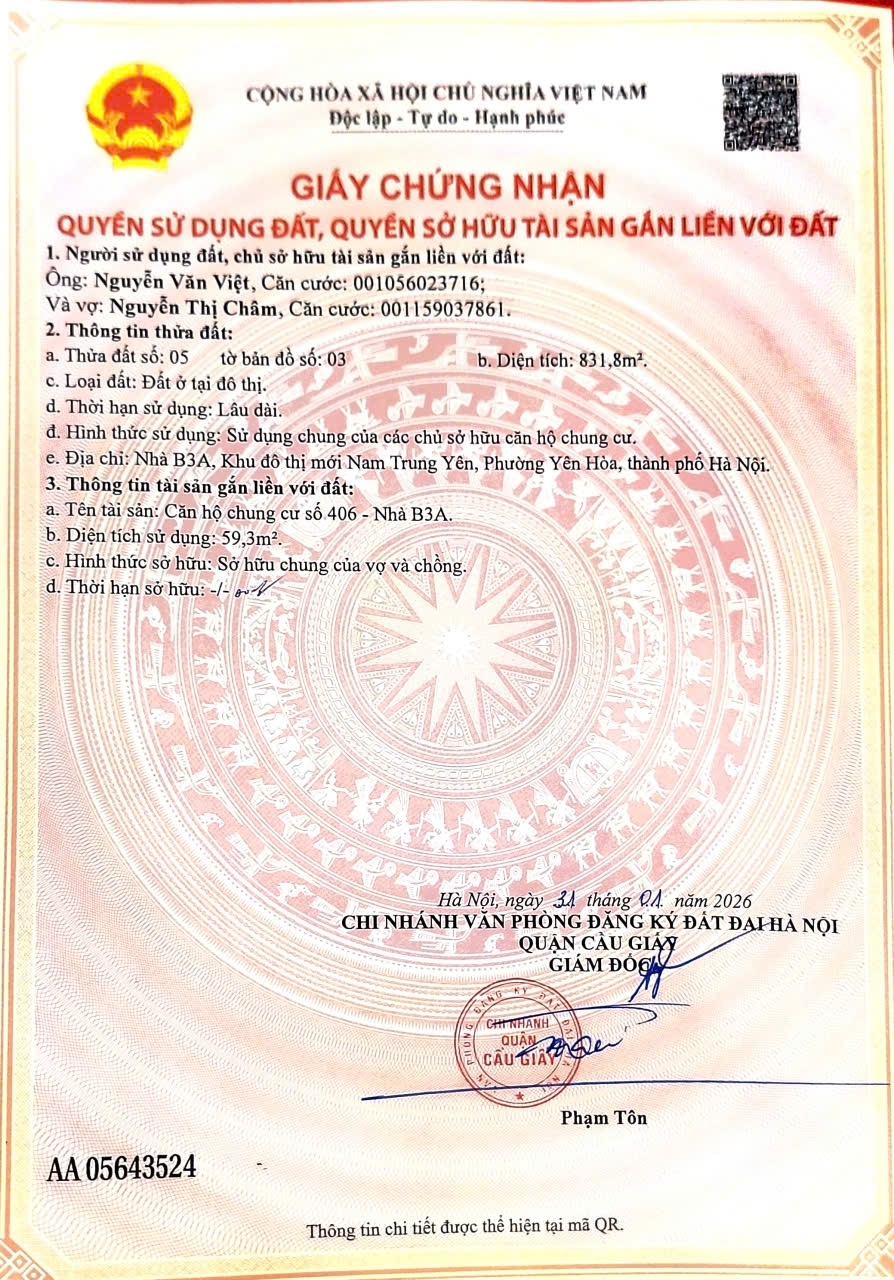 CỘNG HÒA XÃ HỘI CHỦ NGHĨA VIỆT NAM
Độc lập - Tự do - Hạnh phúc
GIẤY CHỨNG NHẬN
QUYỀN SỬ DỤNG ĐẤT, QUYỀN SỞ HỮU TÀI SẢN GẮN LIỀN VỚI ĐẤT
1. Người sử dụng đất, chủ sở hữu tài sản gắn liền với đất:
Ông: Nguyễn Văn Việt, Căn cước: 001056023716;
Và vợ: Nguyễn Thị Châm, Căn cước: 001159037861.
2. Thông tin thửa đất:
a. Thửa đất số: 05 tờ bản đồ số: 03 b. Diện tích: 831,8m².
c. Loại đất: Đất ở tại đô thị.
d. Thời hạn sử dụng: Lâu dài.
đ. Hình thức sử dụng: Sử dụng chung của các chủ sở hữu căn hộ chung cư.
e. Địa chỉ: Nhà B3A, Khu đô thị mới Nam Trung Yên, Phường Yên Hòa, thành phố Hà Nội.
3. Thông tin tài sản gắn liền với đất:
a. Tên tài sản: Căn hộ chung cư số 406 - Nhà B3A.
b. Diện tích sử dụng: 59,3m².
c. Hình thức sở hữu: Sở hữu chung của vợ và chồng.
d. Thời hạn sở hữu: -/-
Hà Nội, ngày 31 tháng 01 năm 2026
CHI NHÁNH VĂN PHÒNG ĐĂNG KÝ ĐẤT ĐAI HÀ NỘI
QUẬN CẦU GIẤY
GIÁM ĐỐC
VĂN PHÒNG ĐĂNG KÝ ĐẤT ĐAI HÀ NỘI
CHI NHÁNH
QUẬN
CẦU GIẤY
Phạm Tôn
AA 05643524
Thông tin chi tiết được thể hiện tại mã QR.